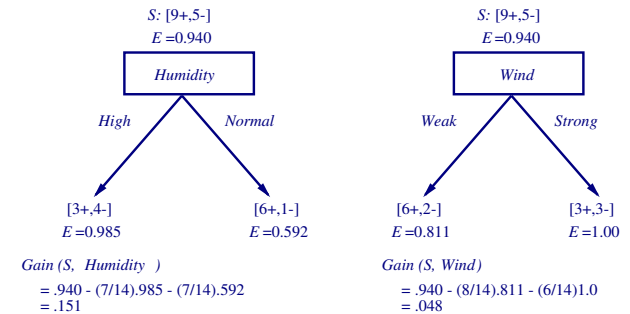 S: [9+,5-]
E =0.940
Humidity
High
Normal
[3+,4-]
[6+,1-]
E =0.985
E =0.592
Gain (S, Humidity )
= .940 - (7/14).985 - (7/14).592
= .151
S: [9+,5-]
E =0.940
Wind
Weak
Strong
[6+,2-]
[3+,3-]
E =0.811
E =1.00
Gain (S, Wind)
= .940 - (8/14).811 - (6/14)1.0
= .048